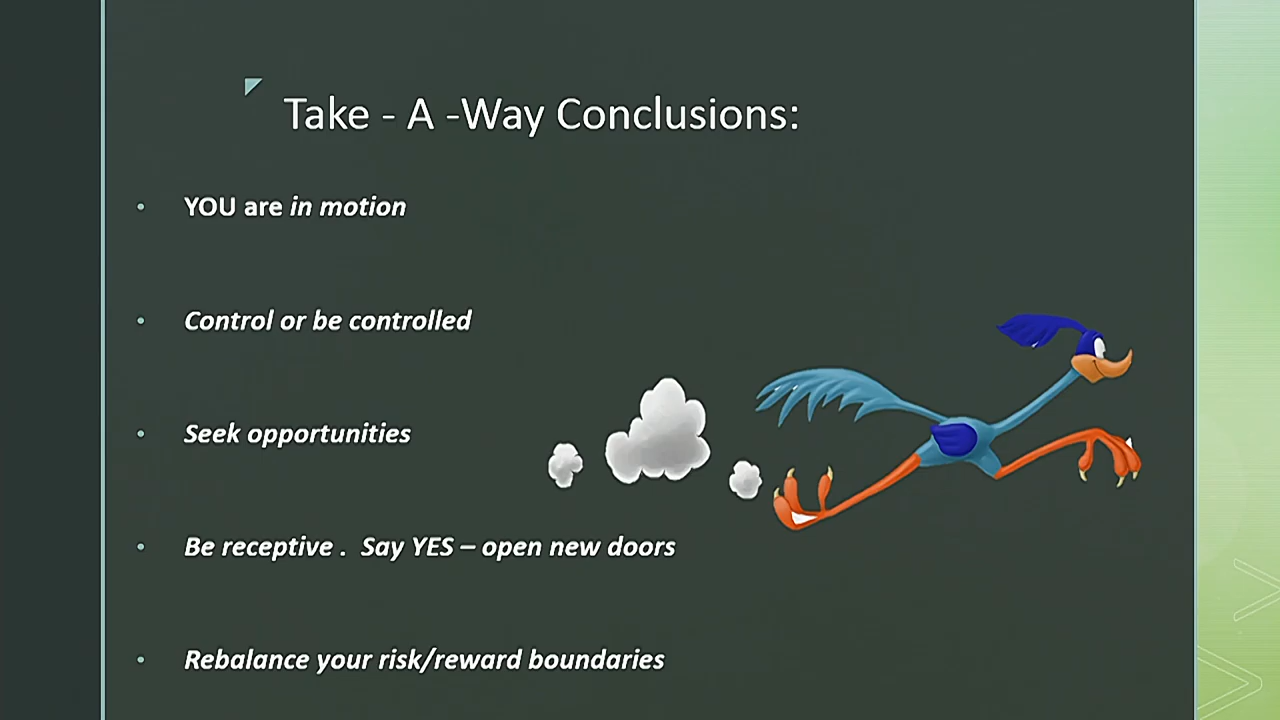 Take - A -Way Conclusions:
• YOU are in motion
• Control or be controlled
• Seek opportunities
• Be receptive .  Say YES – open new doors
• Rebalance your risk/reward boundaries